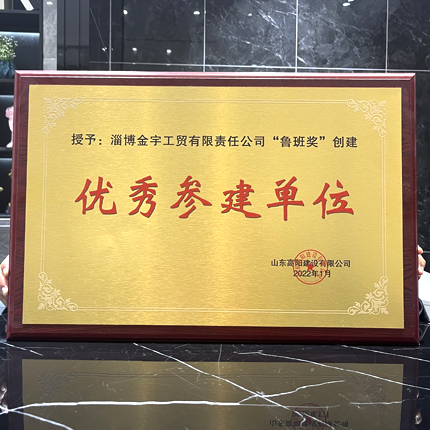 授予：淄博金宇工贸有限责任公司“鲁班奖”创建
优秀参建单位
山东高阳建设有限公司
2022年1月